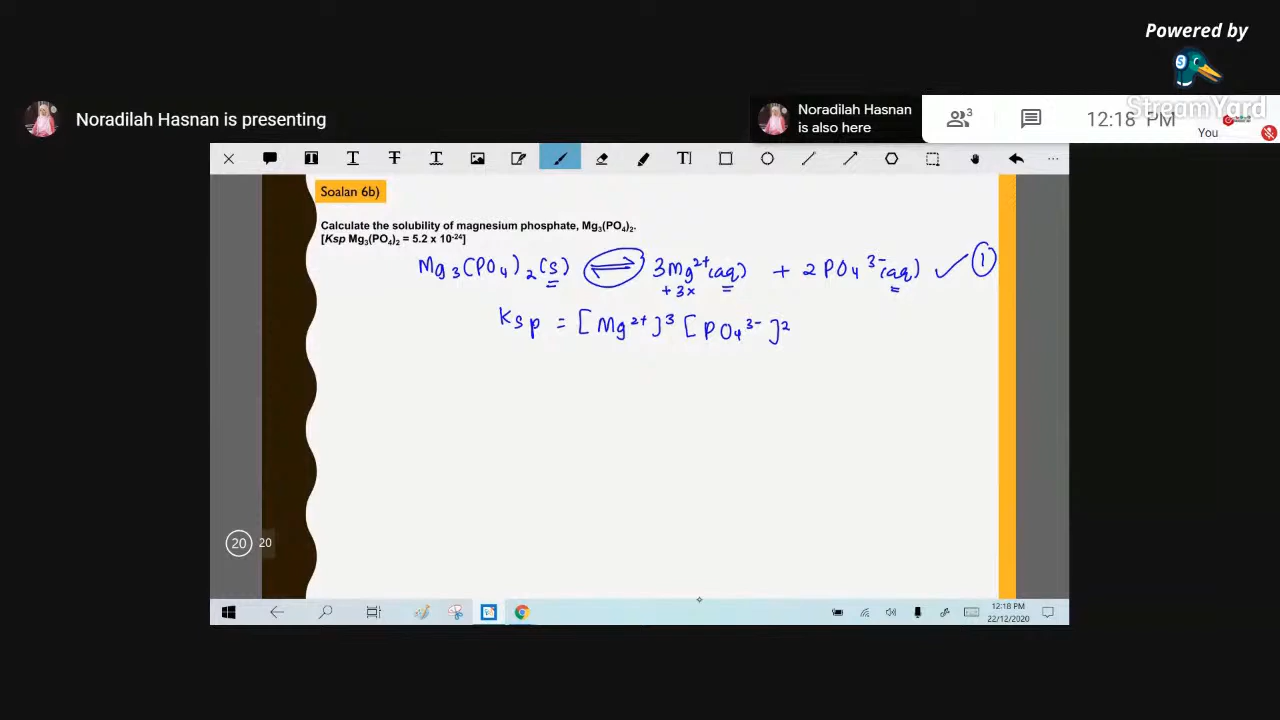 Powered by
S
StreamYard
Noradilah Hasnan is presenting
Noradilah Hasnan
is also here
3
12:18 PM
You
Soalan 6b)
Calculate the solubility of magnesium phosphate, Mg₃(PO₄)₂.
[Ksp Mg₃(PO₄)₂ = 5.2 x 10⁻²⁴]
Mg₃(PO₄)₂(s) ⇌ 3Mg²⁺(aq) + 2PO₄³⁻(aq) ✓ ①
+3x
Ksp = [Mg²⁺]³[PO₄³⁻]²
20 20
12:18 PM
22/12/2020